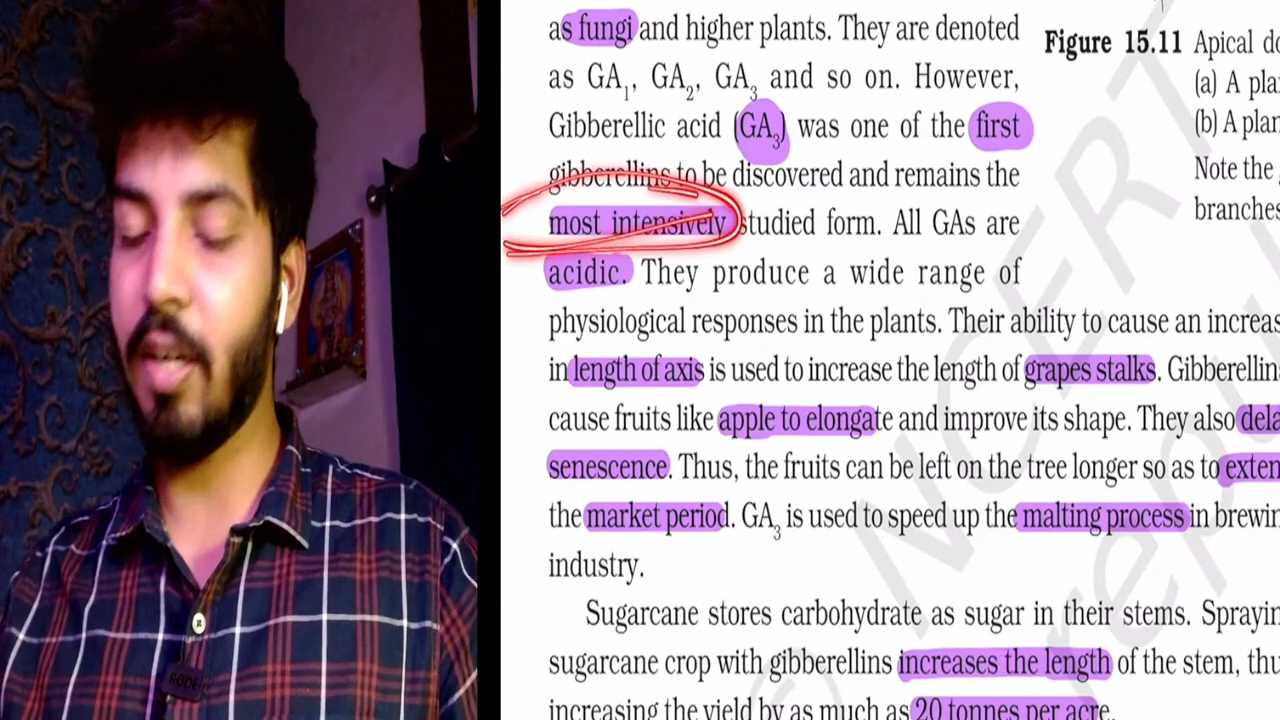 as fungi and higher plants. They are denoted
as GA1, GA2, GA3 and so on. However,
Gibberellic acid (GA3) was one of the first
gibberellins to be discovered and remains the
most intensively studied form. All GAs are
acidic. They produce a wide range of
physiological responses in the plants. Their ability to cause an increas
in length of axis is used to increase the length of grapes stalks. Gibberellin
cause fruits like apple to elongate and improve its shape. They also dela
senescence. Thus, the fruits can be left on the tree longer so as to exten
the market period. GA3 is used to speed up the malting process in brewin
industry.
Sugarcane stores carbohydrate as sugar in their stems. Sprayin
sugarcane crop with gibberellins increases the length of the stem, thu
increasing the yield by as much as 20 tonnes per acre.
Figure 15.11 Apical do
(a) A pla
(b) A plan
Note the
branches
© NCERT
repu
RODE